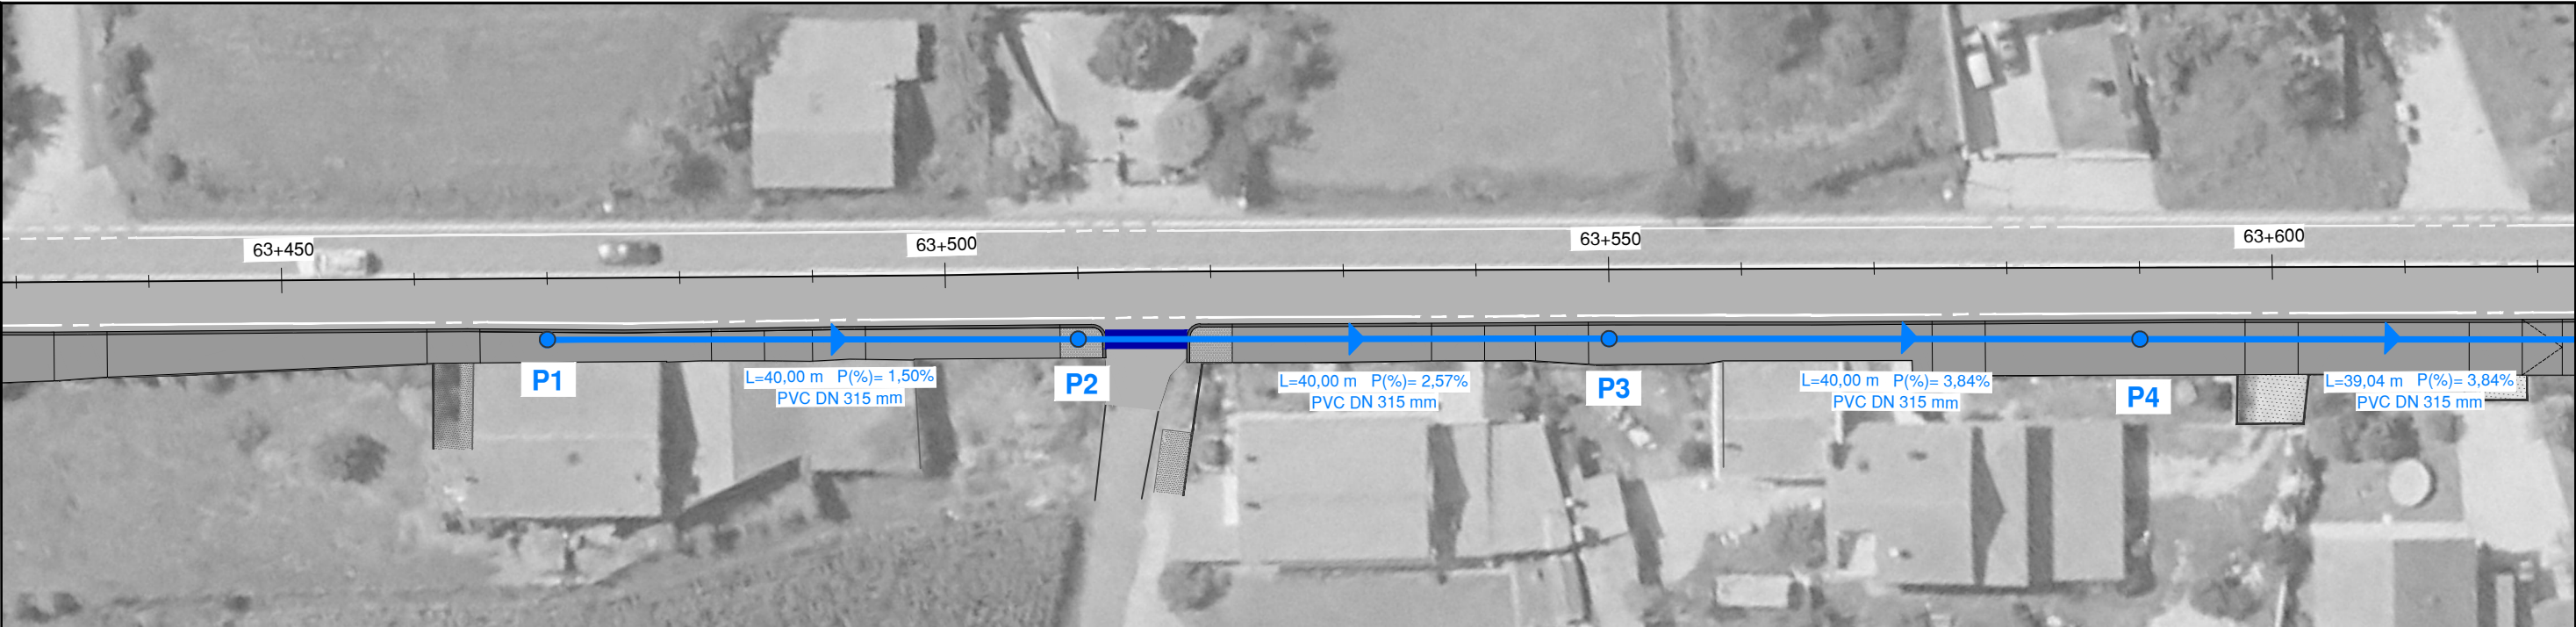 63+450
63+500
63+550
63+600
P1
L=40,00 m P(%)= 1,50%
PVC DN 315 mm
P2
L=40,00 m P(%)= 2,57%
PVC DN 315 mm
P3
L=40,00 m P(%)= 3,84%
PVC DN 315 mm
P4
L=39,04 m P(%)= 3,84%
PVC DN 315 mm